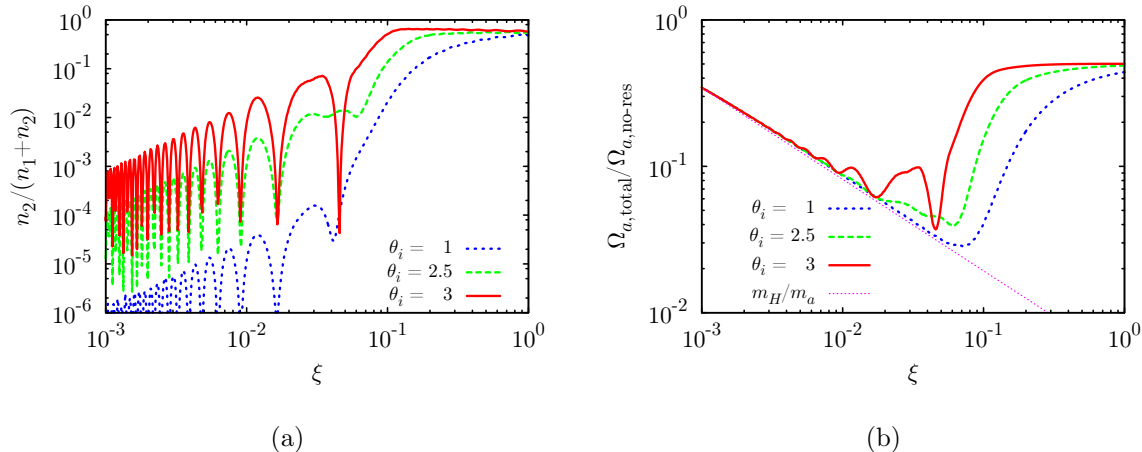 10^0
10^-1
10^-2
10^-3
10^-4
10^-5
10^-6
n_2/(n_1+n_2)
θ_i = 1
θ_i = 2.5
θ_i = 3
10^-3 10^-2 10^-1 10^0
ξ
(a)
10^0
10^-1
10^-2
Ω_a,total/Ω_a,no-res
θ_i = 1
θ_i = 2.5
θ_i = 3
m_H/m_a
10^-3 10^-2 10^-1 10^0
ξ
(b)